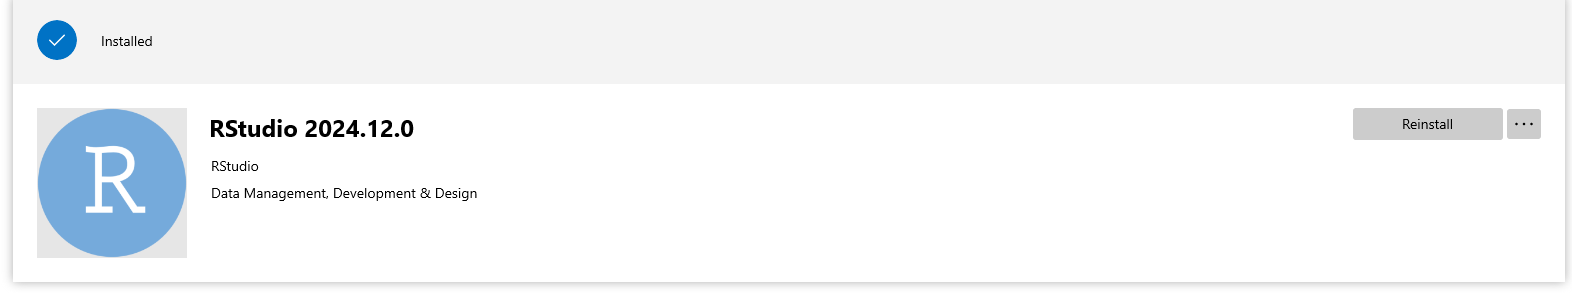 Installed
R
RStudio 2024.12.0
Reinstall
...
RStudio
Data Management, Development & Design